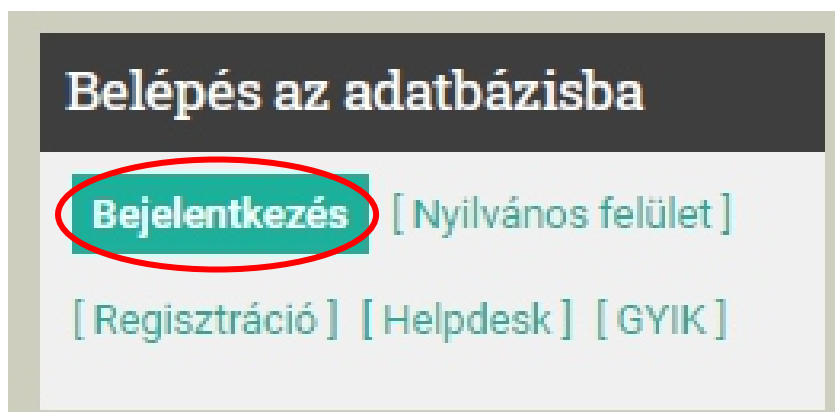 Belépés az adatbázisba
Bejelentkezés [ Nyilvános felület ]
[ Regisztráció ] [ Helpdesk ] [ GYIK ]